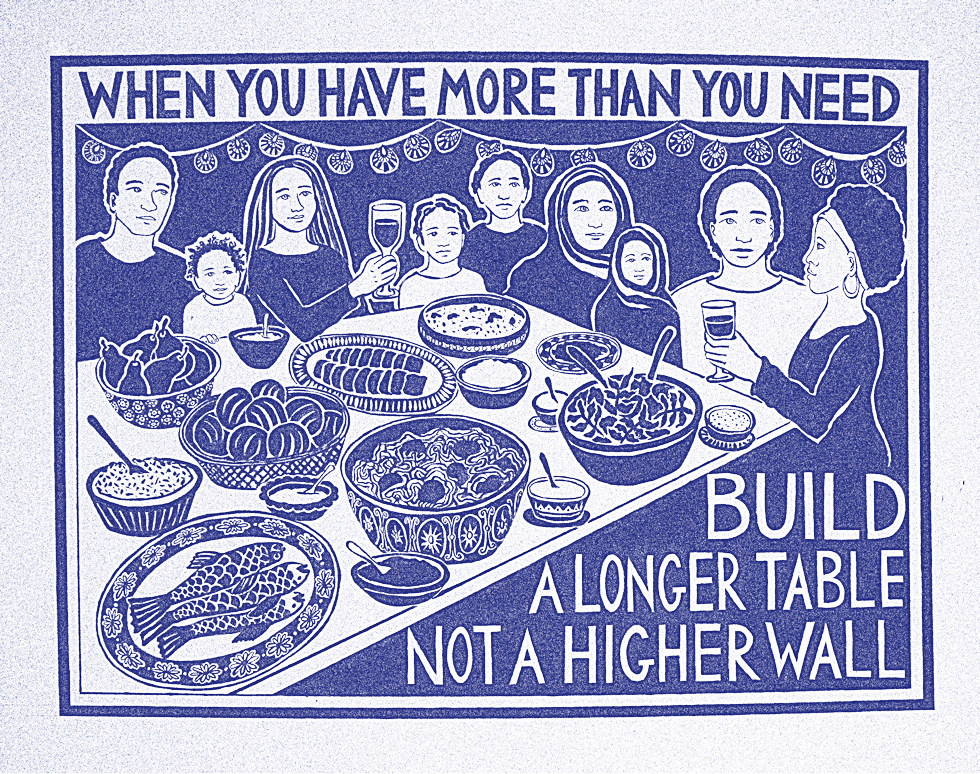 WHEN YOU HAVE MORE THAN YOU NEED
BUILD
A LONGER TABLE
NOT A HIGHER WALL